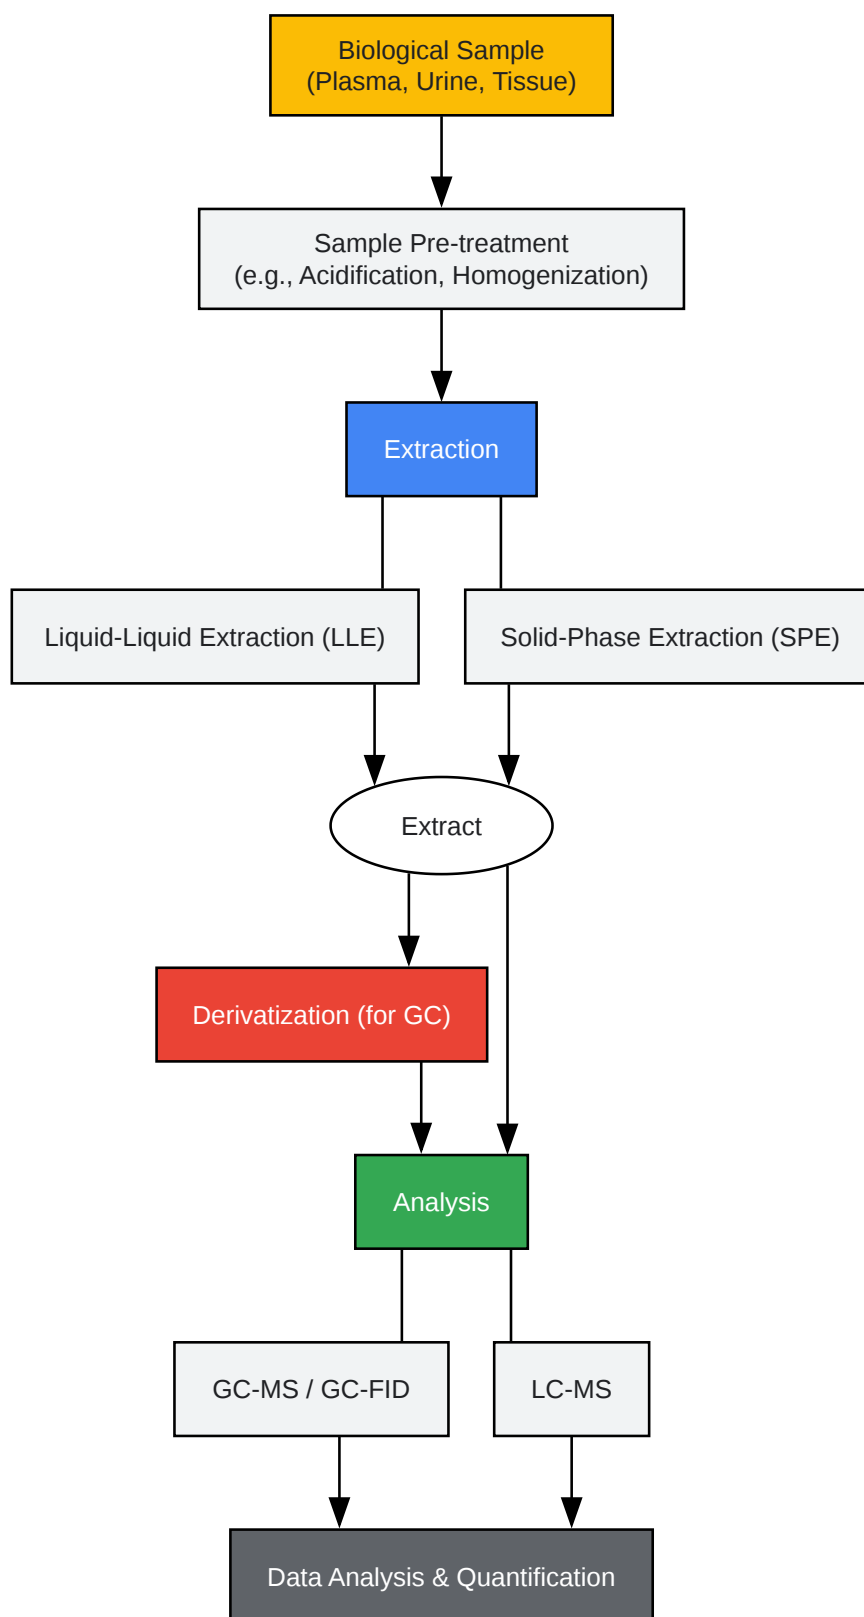 Biological Sample
(Plasma, Urine, Tissue)
Sample Pre-treatment
(e.g., Acidification, Homogenization)
Extraction
Liquid-Liquid Extraction (LLE)
Solid-Phase Extraction (SPE)
Extract
Derivatization (for GC)
Analysis
GC-MS / GC-FID
LC-MS
Data Analysis & Quantification